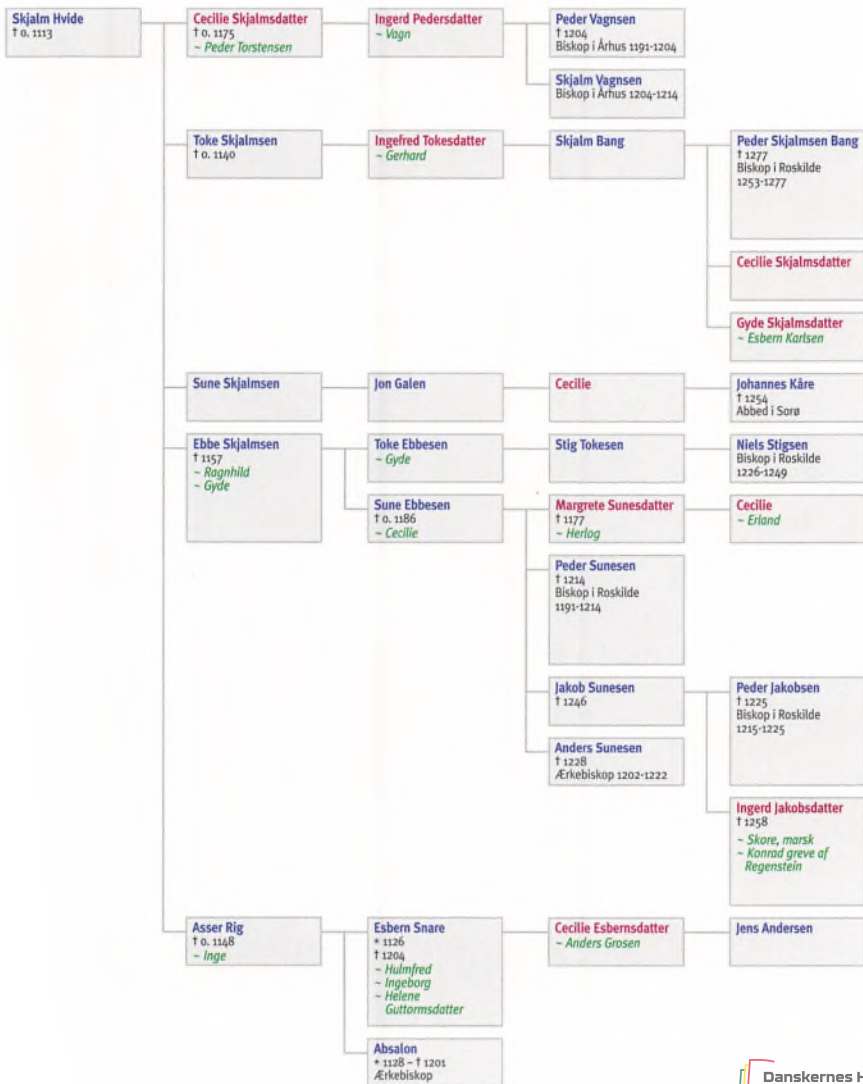 Skjalm Hvide
† o. 1113
Cecilie Skjalmsdatter
† o. 1175
~ Peder Torstensen
Ingerd Pedersdatter
~ Vagn
Peder Vagnsen
† 1204
Biskop i Århus 1191-1204
Skjalm Vagnsen
Biskop i Århus 1204-1214
Toke Skjalmsen
† o. 1140
Ingefred Tokesdatter
~ Gerhard
Skjalm Bang
Peder Skjalmsen Bang
† 1277
Biskop i Roskilde
1253-1277
Cecilie Skjalmsdatter
Gyde Skjalmsdatter
~ Esbern Karlsen
Sune Skjalmsen
Jon Galen
Cecilie
Johannes Kåre
† 1254
Abbed i Sorø
Ebbe Skjalmsen
† 1157
~ Ragnhild
~ Gyde
Toke Ebbesen
~ Gyde
Stig Tokesen
Niels Stigsen
Biskop i Roskilde
1226-1249
Sune Ebbesen
† o. 1186
~ Cecilie
Margrete Sunesdatter
† 1177
~ Herlog
Cecilie
~ Erland
Peder Sunesen
† 1214
Biskop i Roskilde
1191-1214
Jakob Sunesen
† 1246
Peder Jakobsen
† 1225
Biskop i Roskilde
1215-1225
Anders Sunesen
† 1228
Ærkebiskop 1202-1222
Ingerd Jakobsdatter
† 1258
~ Skore, marsk
~ Konrad greve af
Regenstein
Asser Rig
† o. 1148
~ Inge
Esbern Snare
* 1126
† 1204
~ Hulmfred
~ Ingeborg
~ Helene
Guttormsdatter
Cecilie Esbernsdatter
~ Anders Grosen
Jens Andersen
Absalon
* 1128 – † 1201
Ærkebiskop
Danskernes H